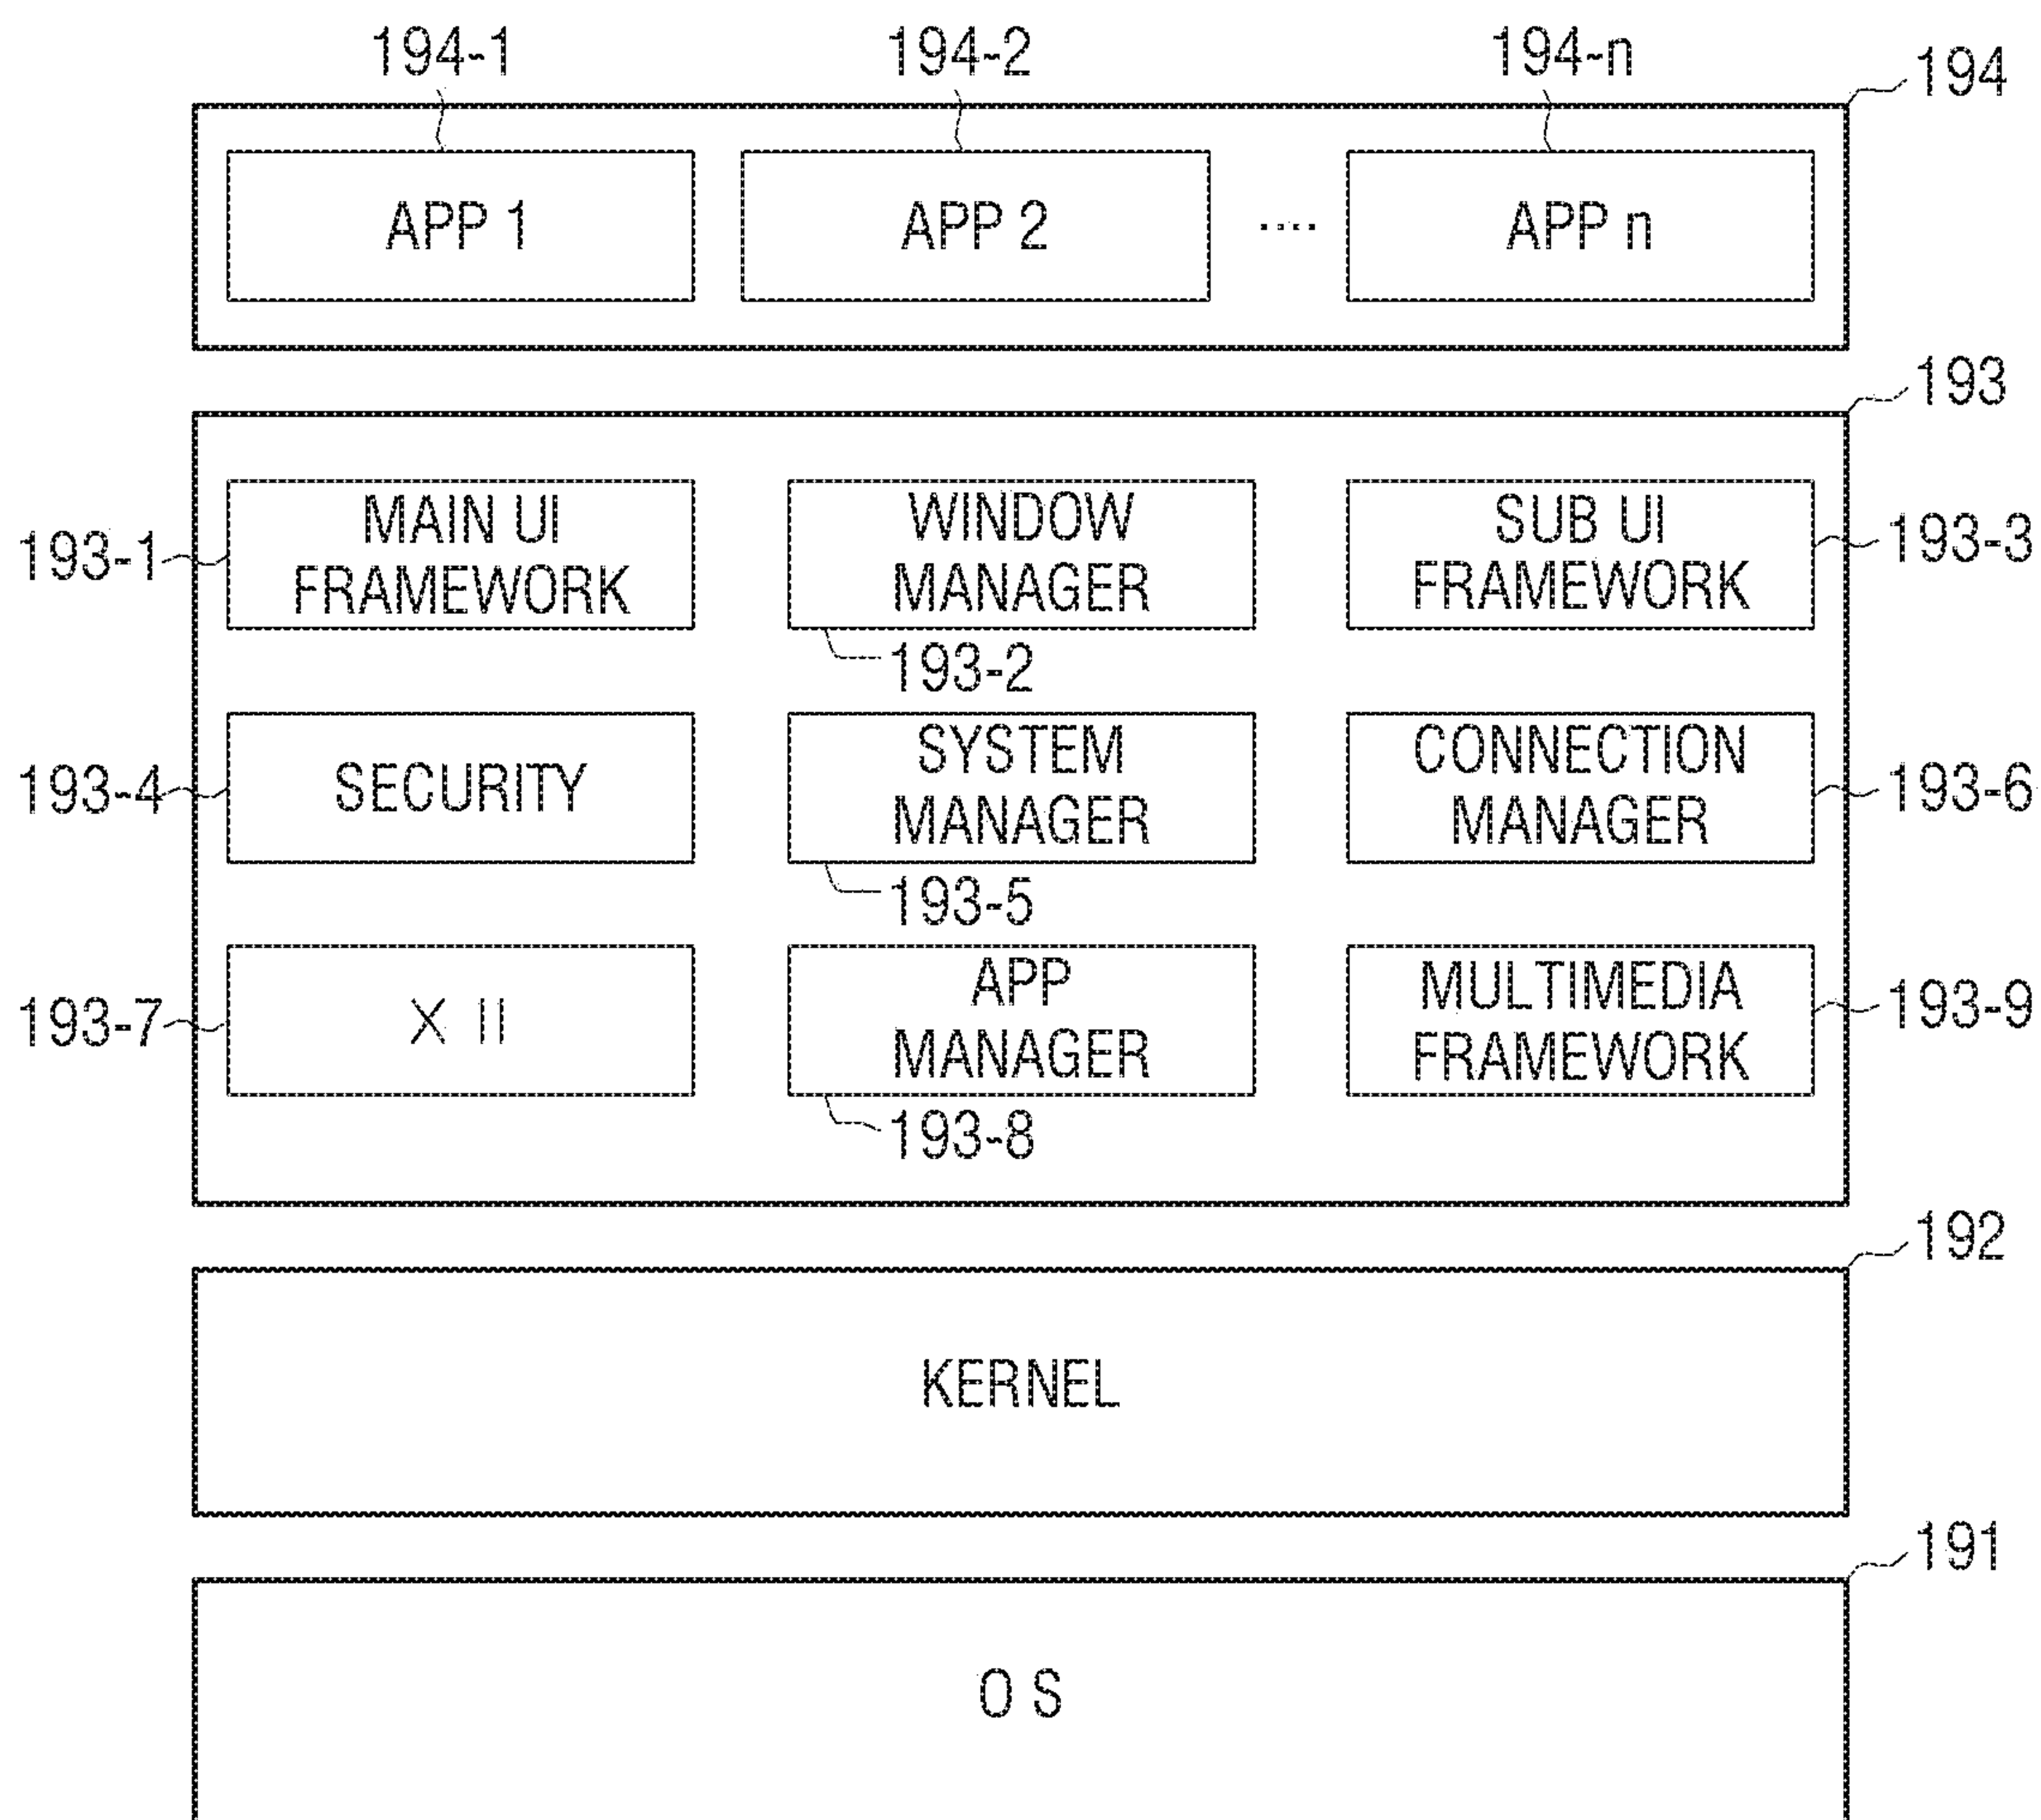 194-1 194-2 194-n
194
APP 1 APP 2 .... APP n
193
MAIN UI WINDOW SUB UI
193-1 193-3
FRAMEWORK MANAGER FRAMEWORK
193-2
SYSTEM CONNECTION
193-4 SECURITY 193-6
MANAGER MANAGER
193-5
APP MULTIMEDIA
193-7 X II 193-9
MANAGER FRAMEWORK
193-8
192
KERNEL
191
O S